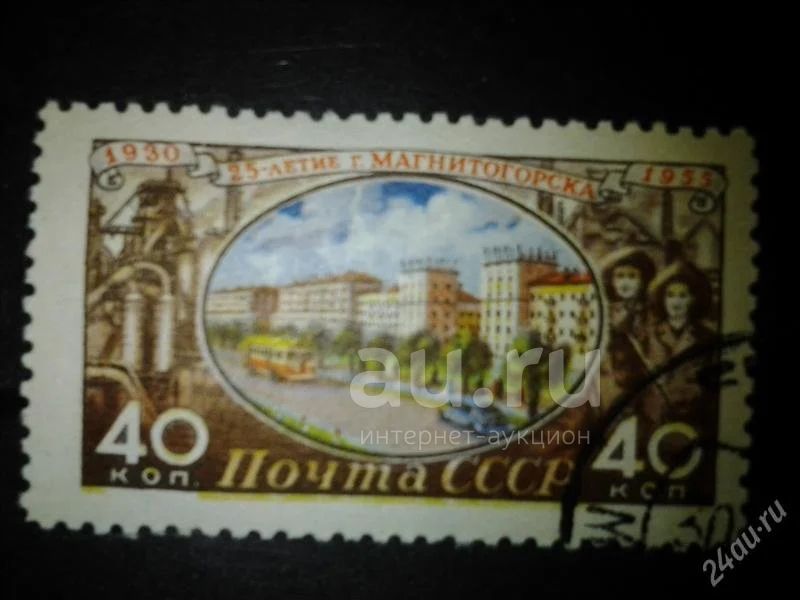 1930
25-ЛЕТИЕ Г. МАГНИТОГОРСКА
1955
au.ru
интернет-аукцион
40 40
КОП. КОП
Почта СССР
24au.ru